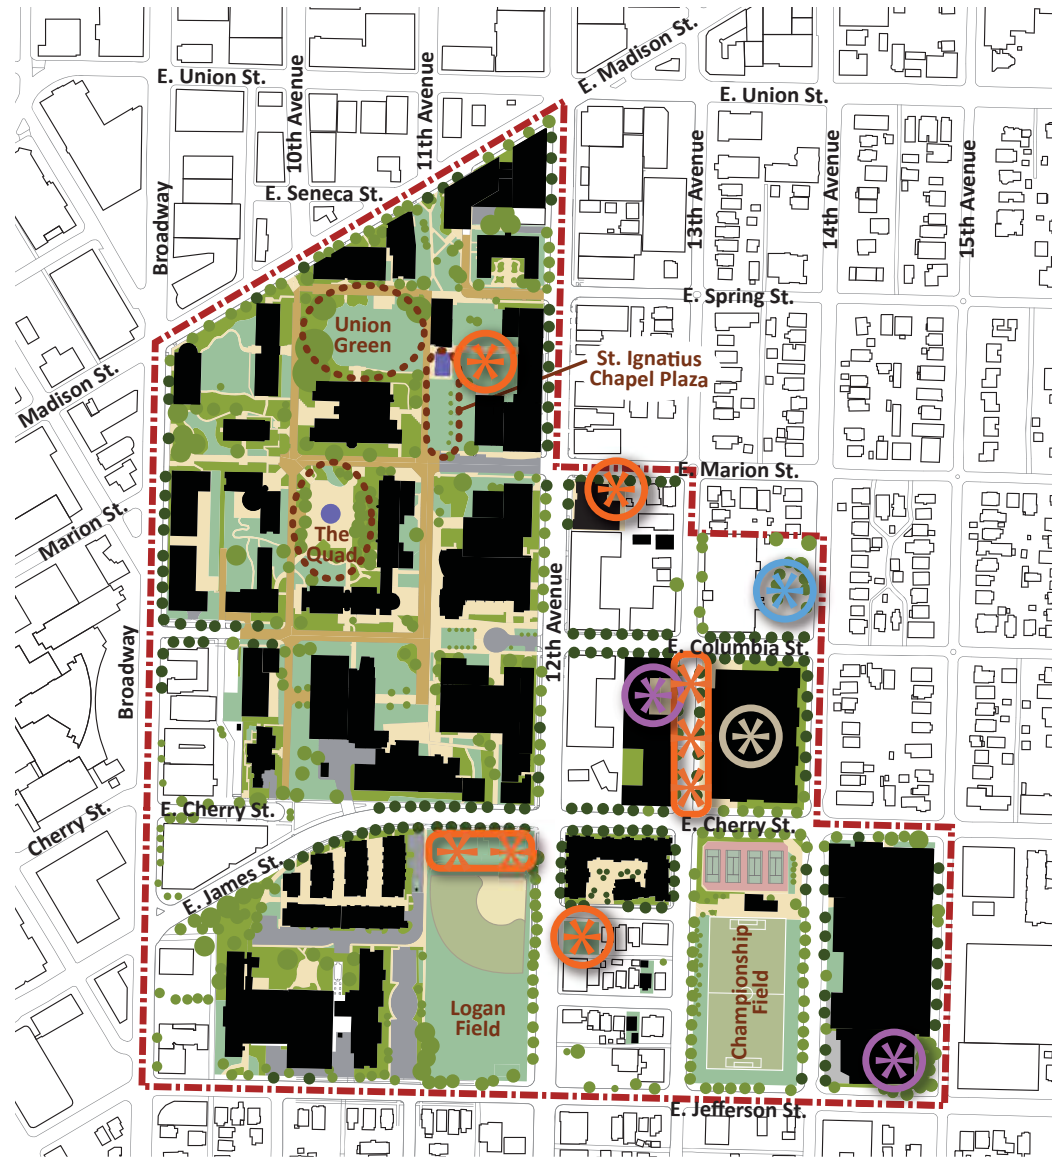 E. Madison St.
E. Union St.
E. Union St.
10th Avenue
11th Avenue
13th Avenue
14th Avenue
15th Avenue
E. Seneca St.
Broadway
E. Spring St.
Union
Green
St. Ignatius
Chapel Plaza
Madison St.
E. Marion St.
Marion St.
The
Quad
12th Avenue
E. Columbia St.
Broadway
E. Cherry St.
Cherry St.
E. Cherry St.
E. James St.
Championship
Field
Logan
Field
E. Jefferson St.